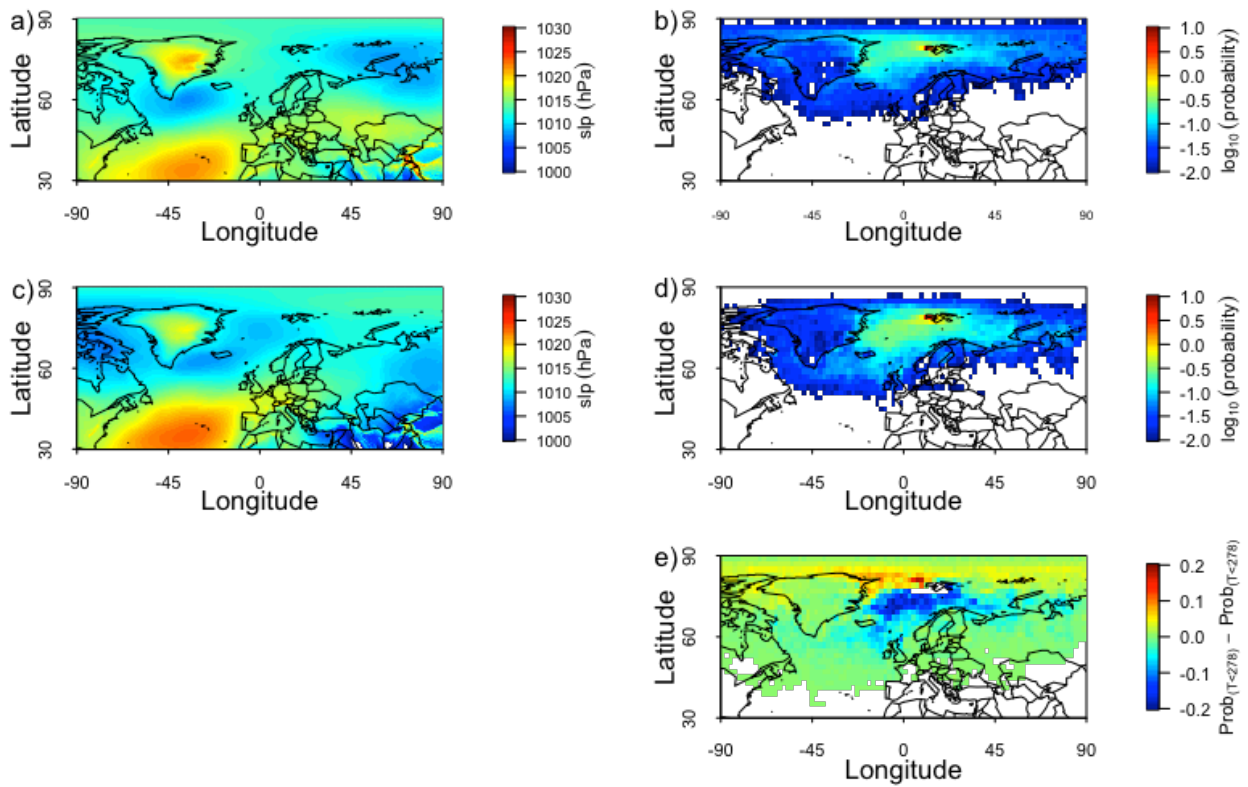 a)
Latitude
90
60
30
-90 -45 0 45 90
Longitude
1030
1025
1020
1015
1010
1005
1000
slp (hPa)
b)
Latitude
90
60
30
-90 -45 0 45 90
Longitude
1.0
0.5
0.0
-0.5
-1.0
-1.5
-2.0
log₁₀ (probability)
c)
Latitude
90
60
30
-90 -45 0 45 90
Longitude
1030
1025
1020
1015
1010
1005
1000
slp (hPa)
d)
Latitude
90
60
30
-90 -45 0 45 90
Longitude
1.0
0.5
0.0
-0.5
-1.0
-1.5
-2.0
log₁₀ (probability)
e)
Latitude
90
60
30
-90 -45 0 45 90
Longitude
0.2
0.1
0.0
-0.1
-0.2
Prob(T<278) − Prob(T<278)